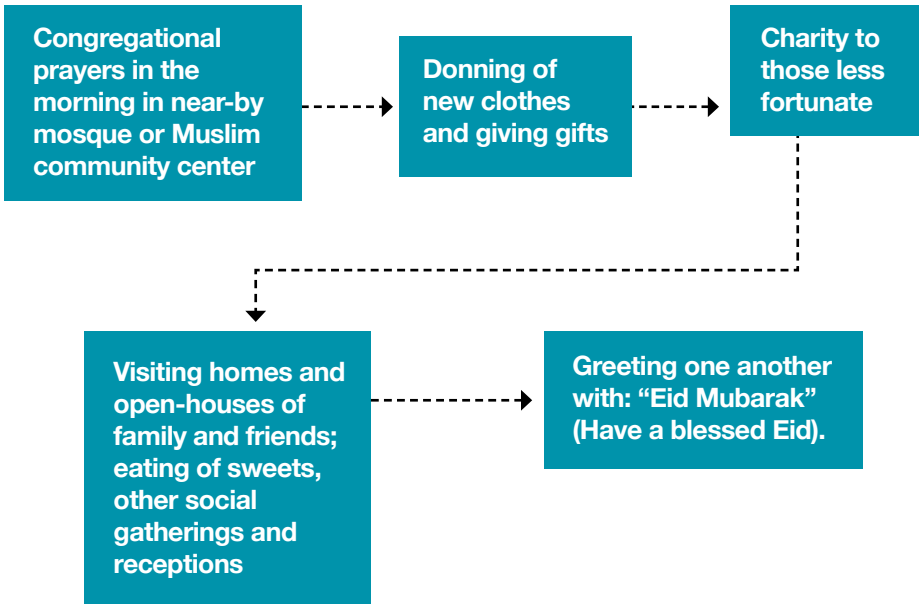 Congregational
prayers in the
morning in near-by
mosque or Muslim
community center
Donning of
new clothes
and giving gifts
Charity to
those less
fortunate
Visiting homes and
open-houses of
family and friends;
eating of sweets,
other social
gatherings and
receptions
Greeting one another
with: “Eid Mubarak”
(Have a blessed Eid).